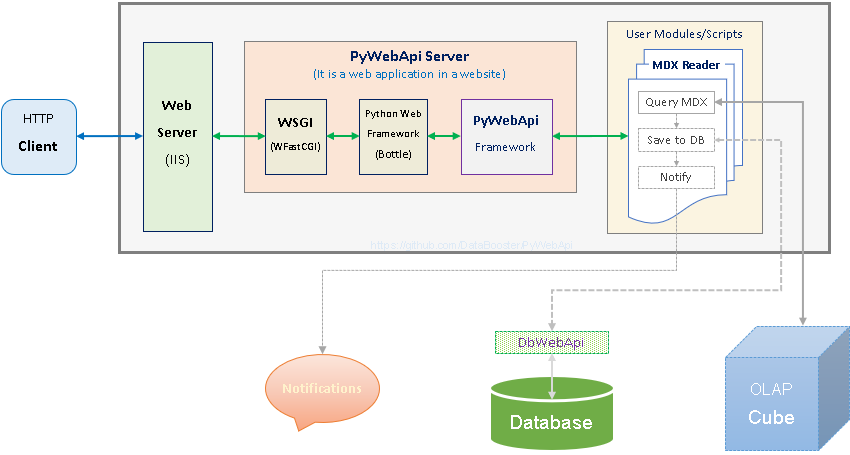 User Modules/Scripts
PyWebApi Server
(It is a web application in a website)
MDX Reader
HTTP
Client
Web
Server
(IIS)
WSGI
(WFastCGI)
Python Web
Framework
(Bottle)
PyWebApi
Framework
Query MDX
Save to DB
Notify
https://github.com/DataBooster/PyWebApi
DbWebApi
Notifications
Database
OLAP
Cube